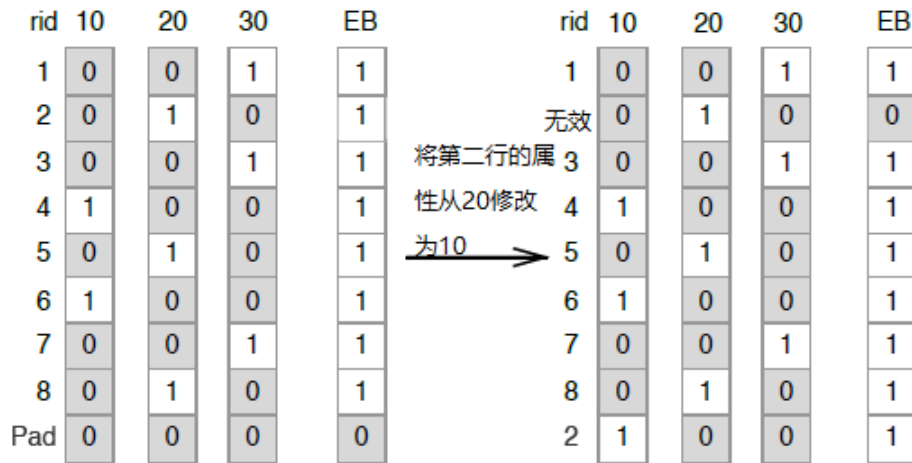 rid 10 20 30 EB rid 10 20 30 EB
1 0 0 1 1 1 0 0 1 1
2 0 1 0 1 无效 0 1 0 0
3 0 0 1 1 将第二行的属 3 0 0 1 1
4 1 0 0 1 性从20修改 4 1 0 0 1
5 0 1 0 1 为10 5 0 1 0 1
6 1 0 0 1 6 1 0 0 1
7 0 0 1 1 7 0 0 1 1
8 0 1 0 1 8 0 1 0 1
Pad 0 0 0 0 2 1 0 0 1